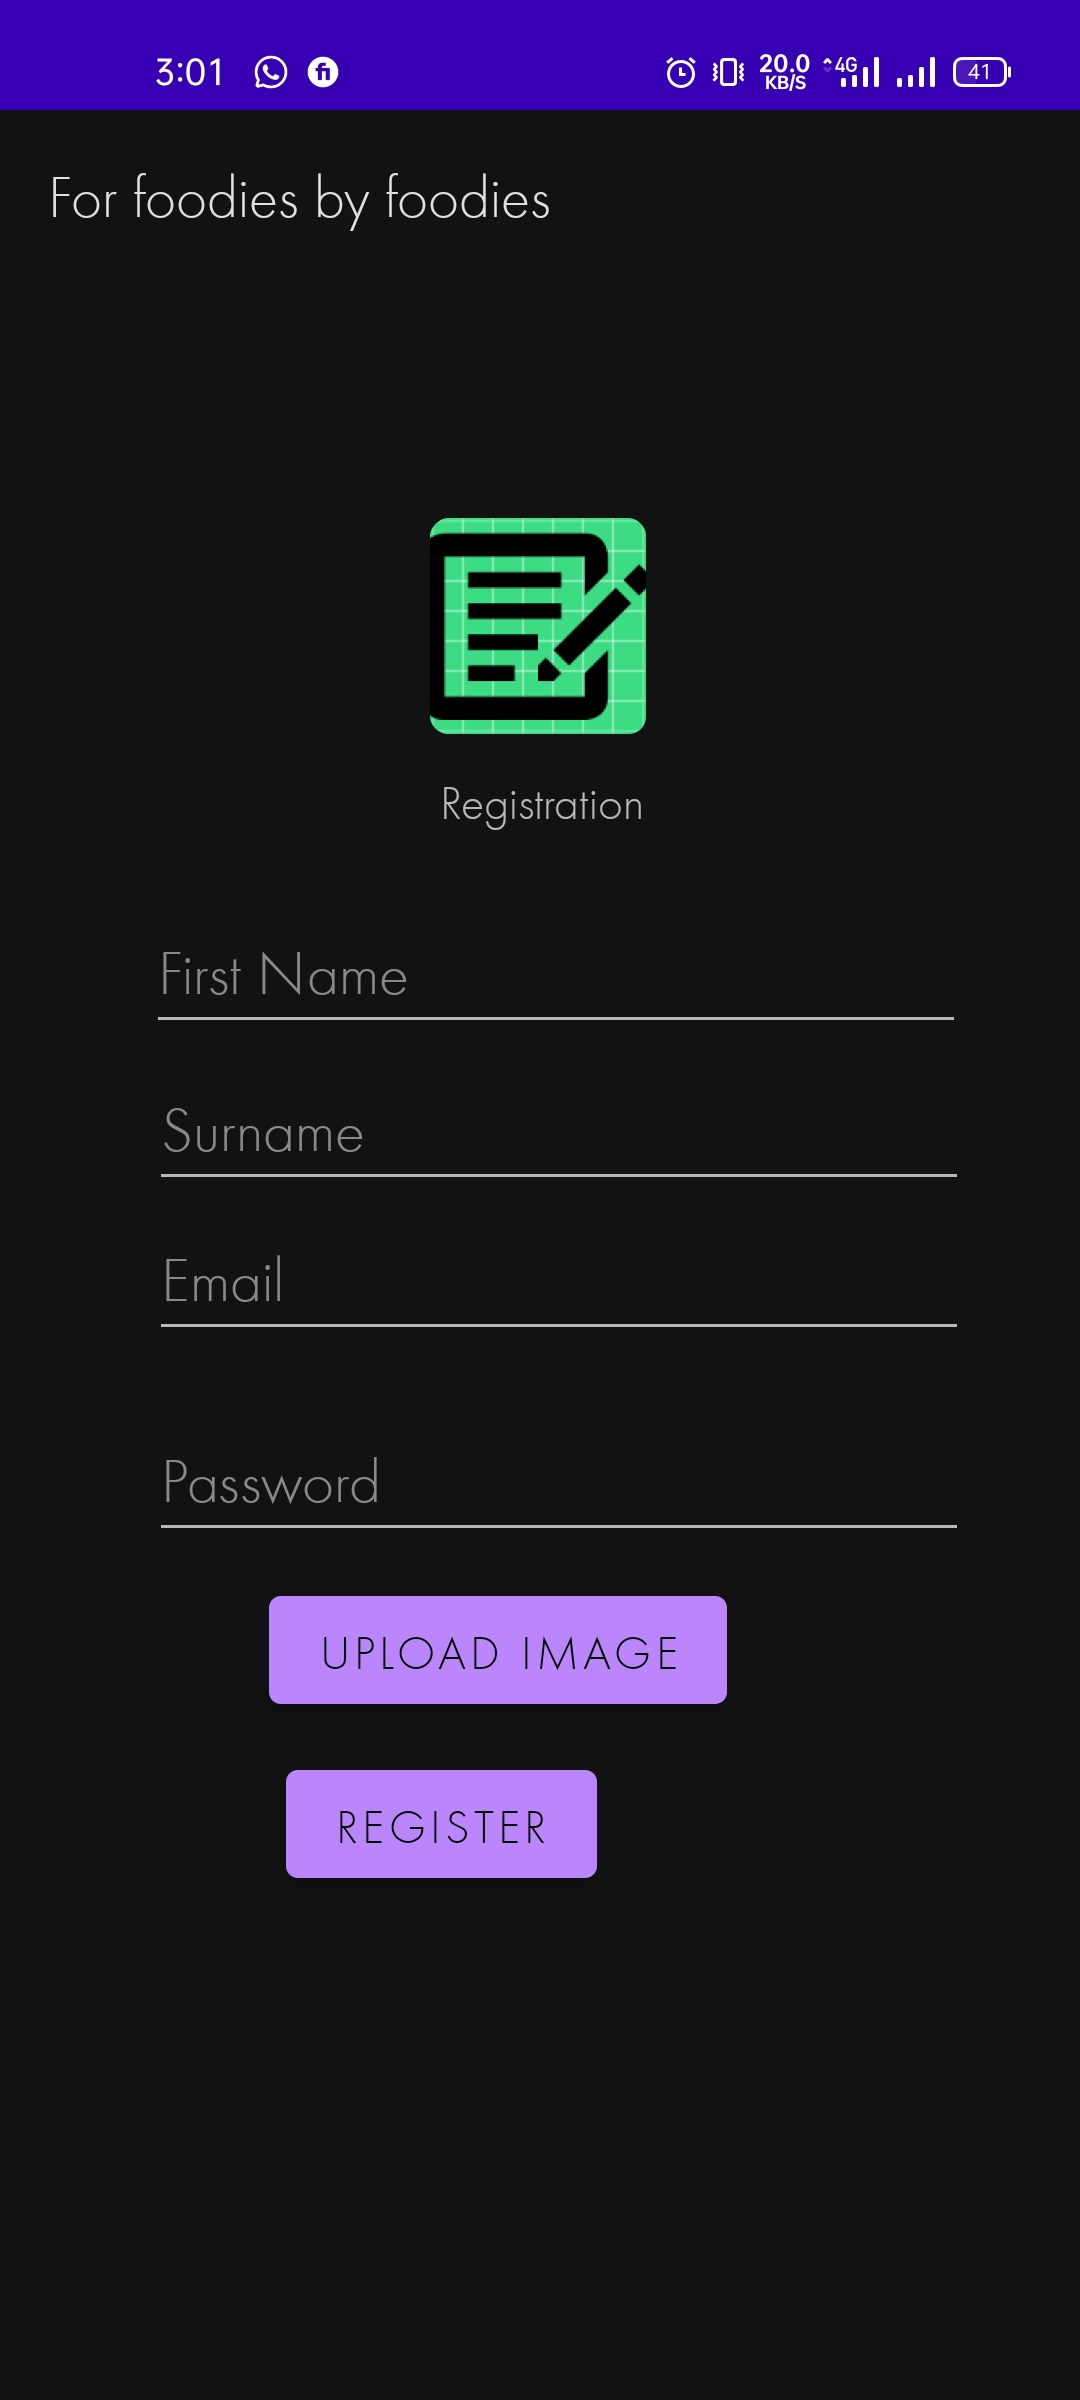 3:01 20.0 KB/S 4G 41
For foodies by foodies
Registration
First Name
Surname
Email
Password
UPLOAD IMAGE
REGISTER